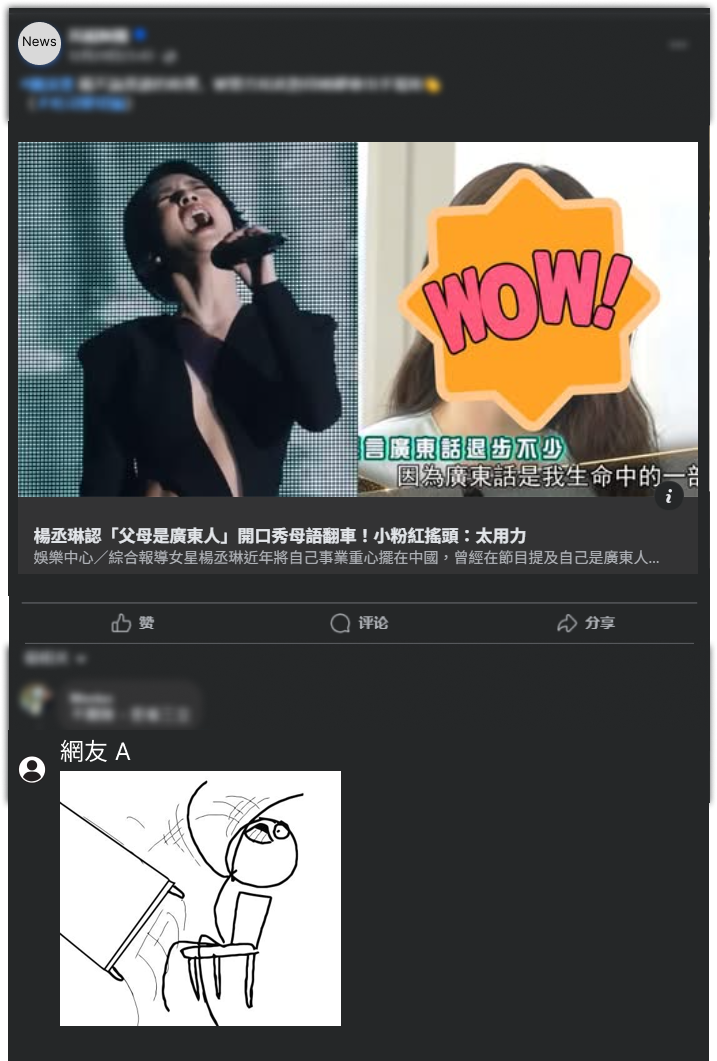 News
WOW!
言廣東話退步不少
因為廣東話是我生命中的一部
i
楊丞琳認「父母是廣東人」開口秀母語翻車！小粉紅搖頭：太用力
娛樂中心／綜合報導女星楊丞琳近年將自己事業重心擺在中國，曾經在節目提及自己是廣東人...
赞
评论
分享
網友 A